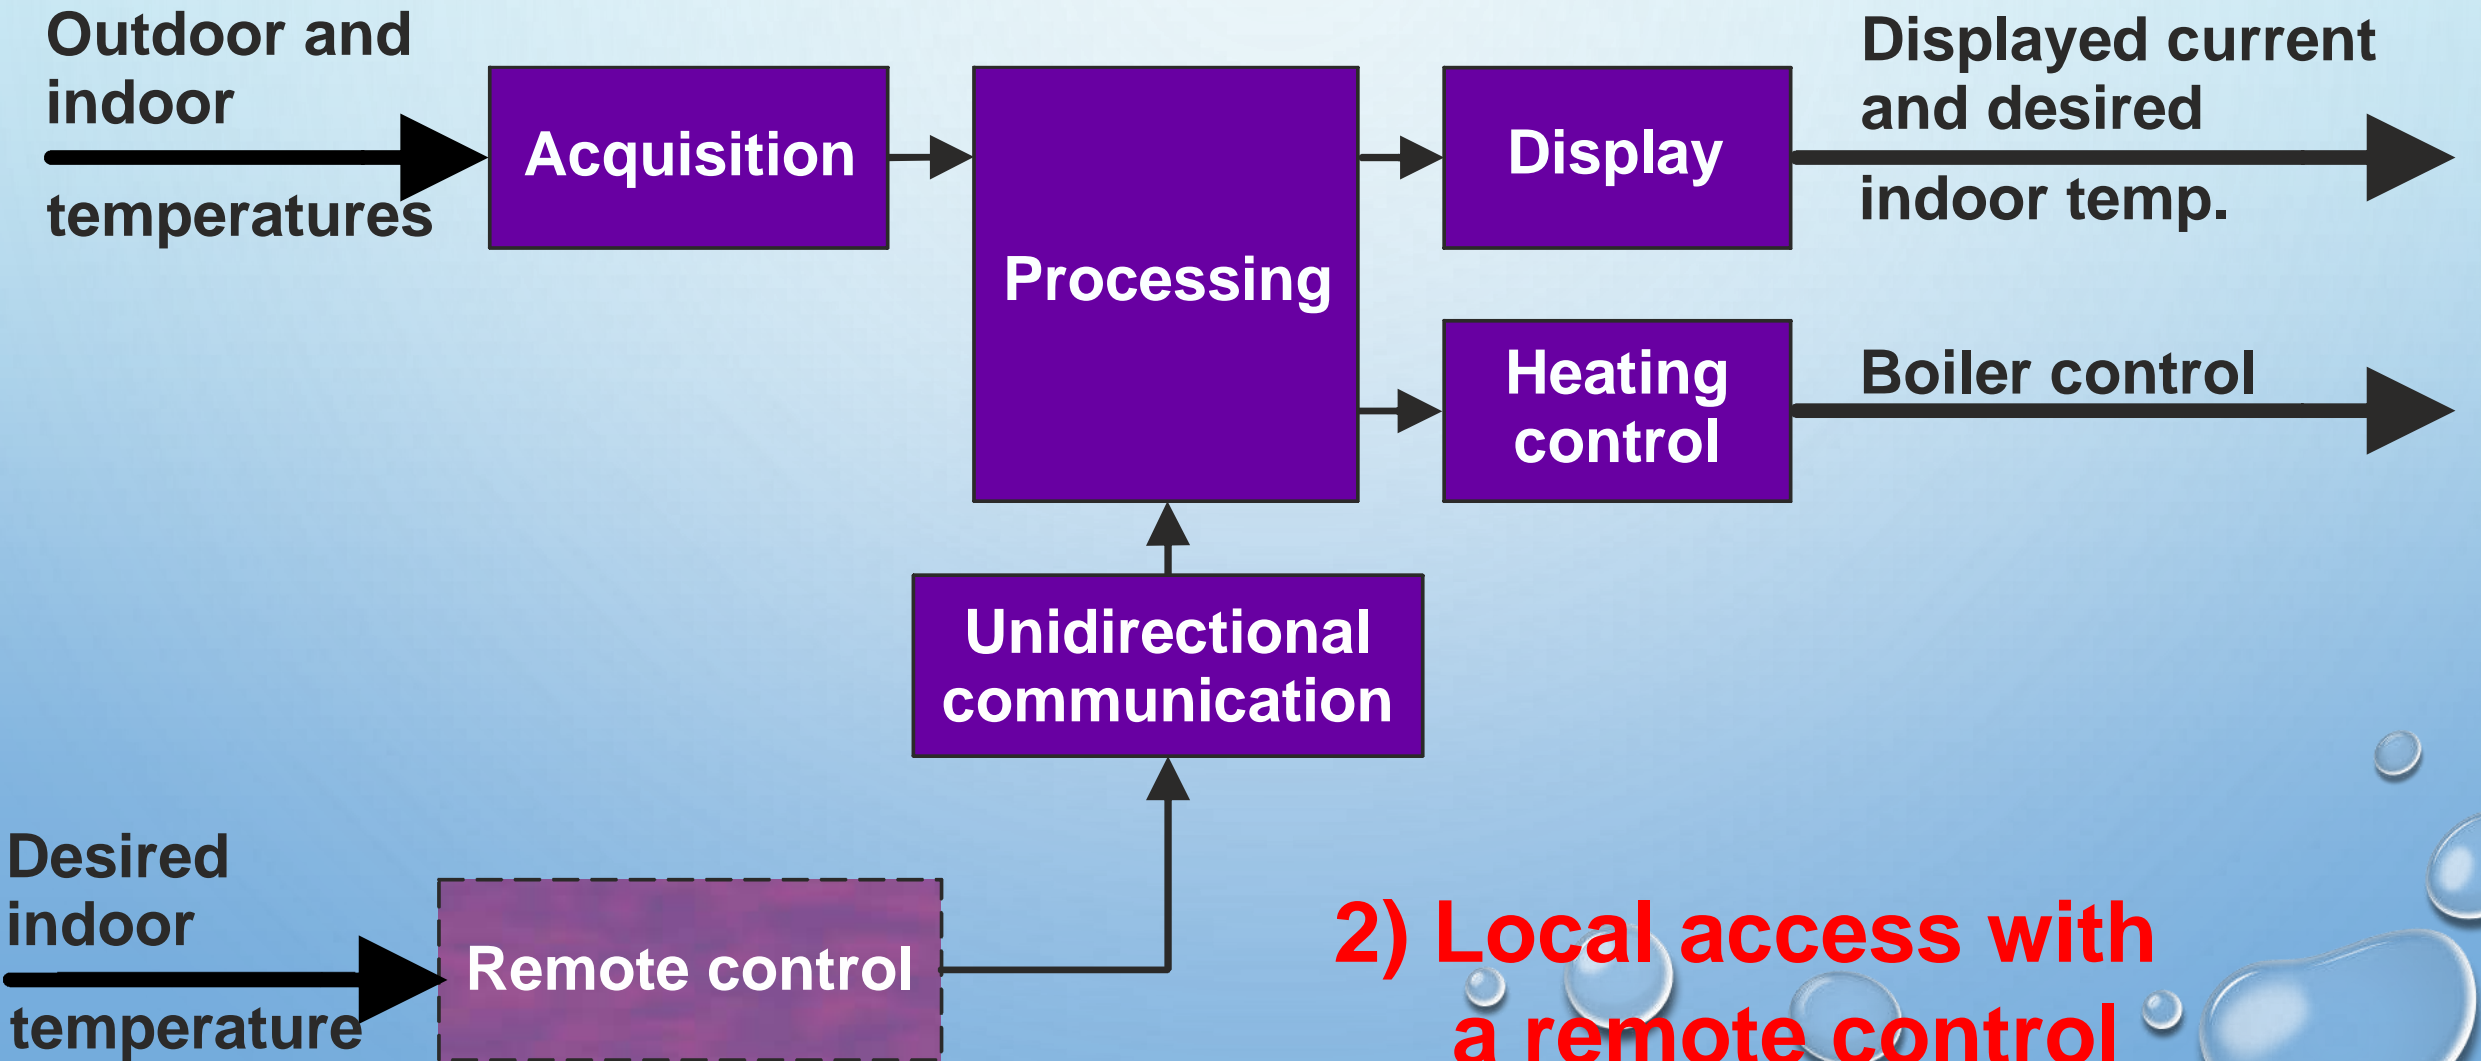 Outdoor and
indoor
temperatures
Acquisition
Processing
Display
Displayed current
and desired
indoor temp.
Heating
control
Boiler control
Unidirectional
communication
Desired
indoor
temperature
Remote control
2) Local access with
a remote control